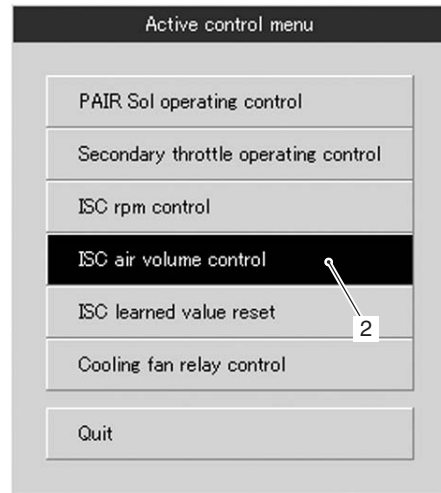 Active control menu
PAIR Sol operating control
Secondary throttle operating control
ISC rpm control
ISC air volume control
2
ISC learned value reset
Cooling fan relay control
Quit